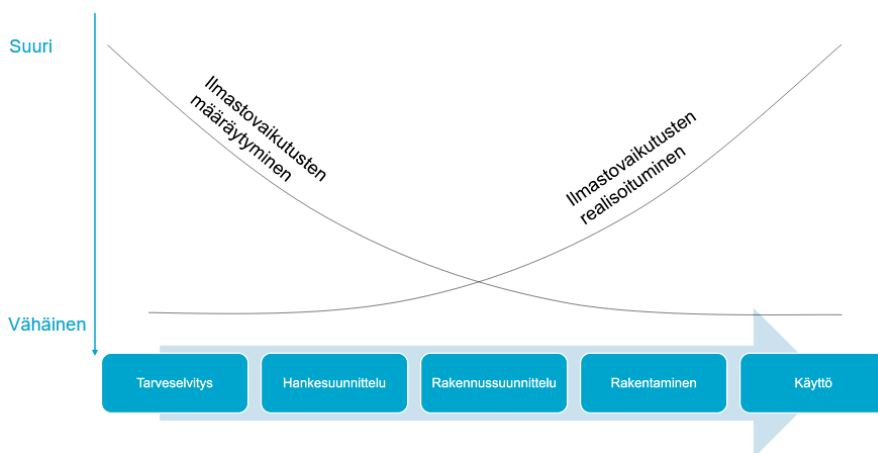 Suuri
Ilmastovaikutusten
määräytyminen
Ilmastovaikutusten
realisoituminen
Vähäinen
Tarveselvitys
Hankesuunnittelu
Rakennussuunnittelu
Rakentaminen
Käyttö